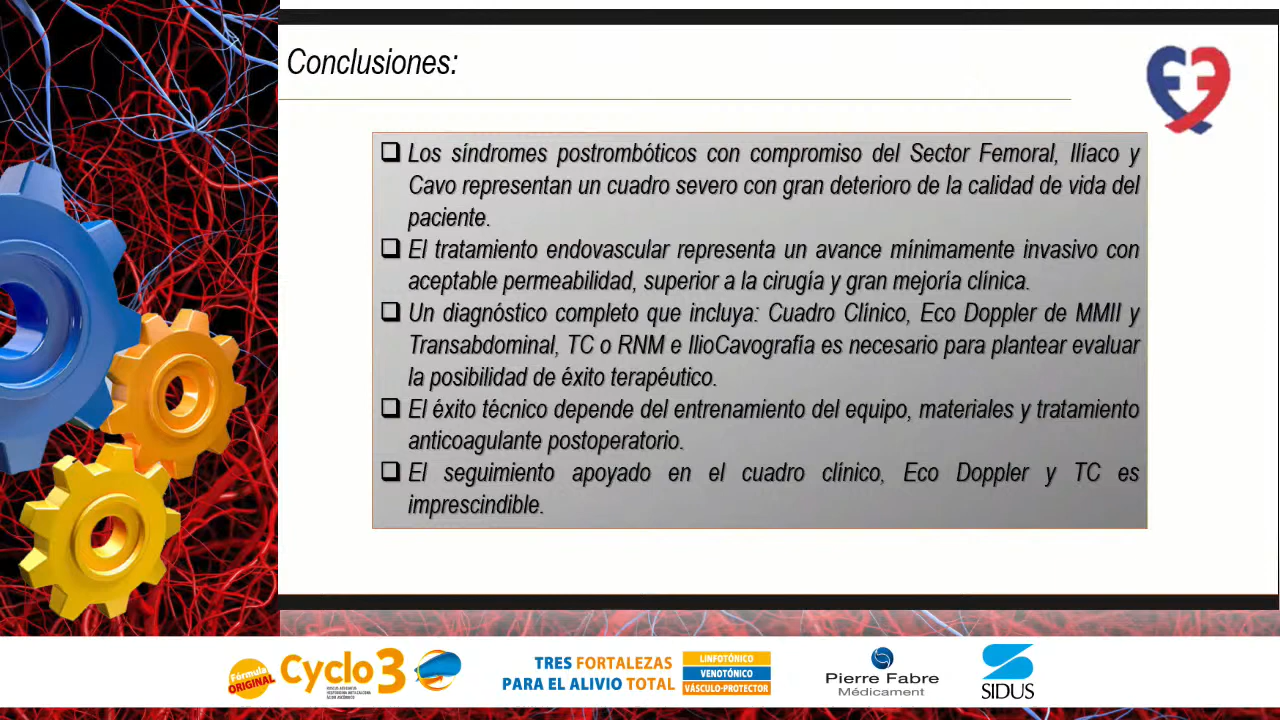 Conclusiones:
Los síndromes postrombóticos con compromiso del Sector Femoral, Ilíaco y
Cavo representan un cuadro severo con gran deterioro de la calidad de vida del
paciente.
El tratamiento endovascular representa un avance mínimamente invasivo con
aceptable permeabilidad, superior a la cirugía y gran mejoría clínica.
Un diagnóstico completo que incluya: Cuadro Clínico, Eco Doppler de MMII y
Transabdominal, TC o RNM e IlioCavografía es necesario para plantear evaluar
la posibilidad de éxito terapéutico.
El éxito técnico depende del entrenamiento del equipo, materiales y tratamiento
anticoagulante postoperatorio.
El seguimiento apoyado en el cuadro clínico, Eco Doppler y TC es
imprescindible.
Fórmula
ORIGINAL
Cyclo 3
TRES FORTALEZAS
PARA EL ALIVIO TOTAL
LINFOTÓNICO
VENOTÓNICO
VÁSCULO-PROTECTOR
Pierre Fabre
Médicament
SIDUS